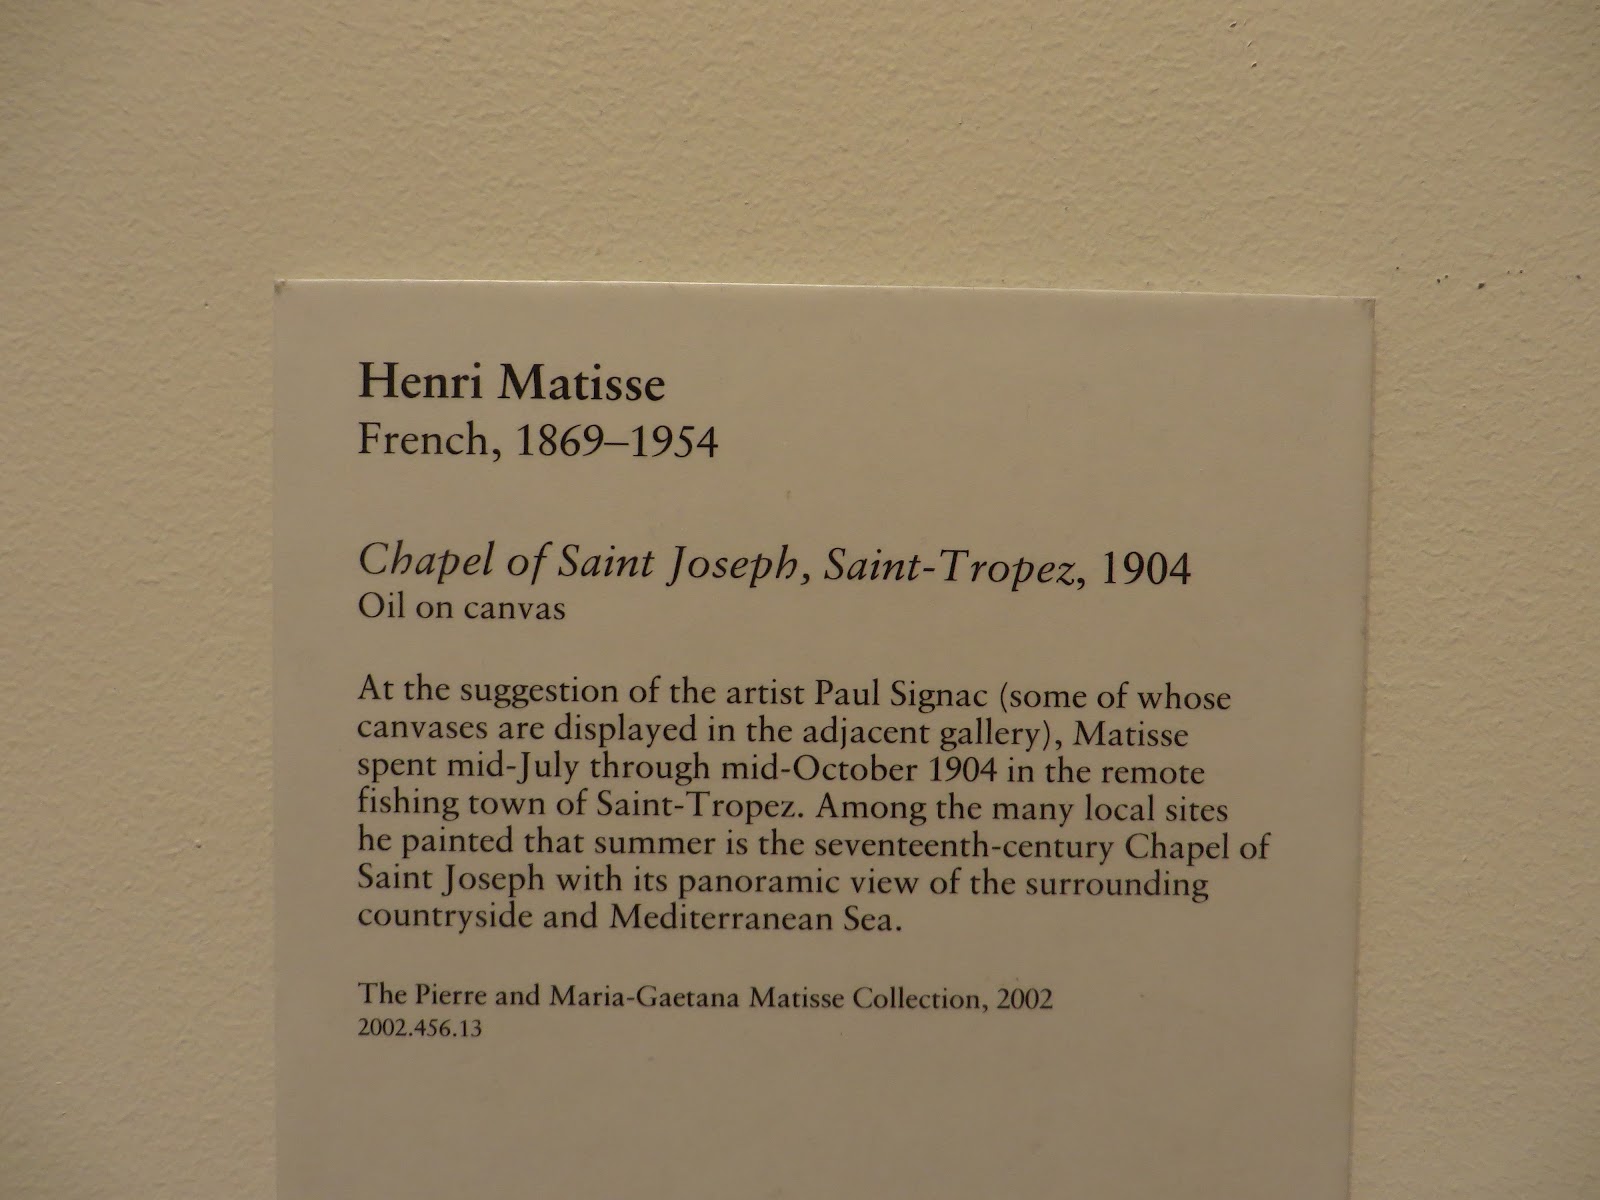 Henri Matisse
French, 1869–1954
Chapel of Saint Joseph, Saint-Tropez, 1904
Oil on canvas
At the suggestion of the artist Paul Signac (some of whose
canvases are displayed in the adjacent gallery), Matisse
spent mid-July through mid-October 1904 in the remote
fishing town of Saint-Tropez. Among the many local sites
he painted that summer is the seventeenth-century Chapel of
Saint Joseph with its panoramic view of the surrounding
countryside and Mediterranean Sea.
The Pierre and Maria-Gaetana Matisse Collection, 2002
2002.456.13